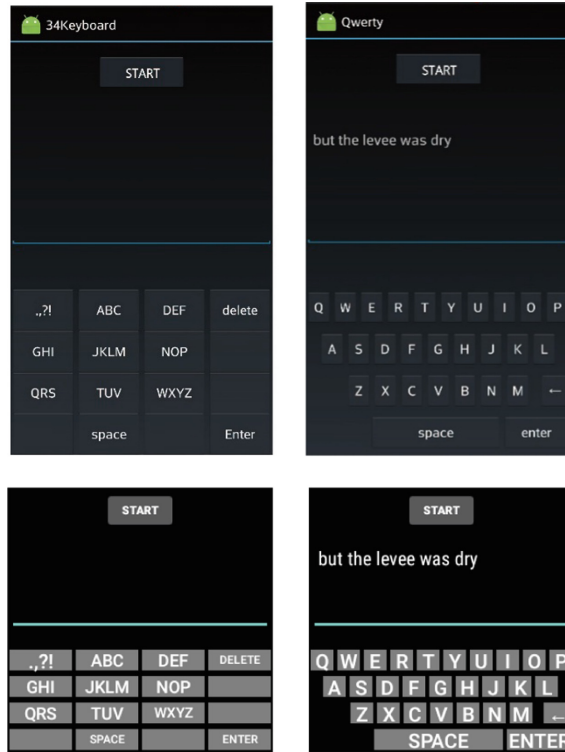 34Keyboard
START
.,?! ABC DEF delete
GHI JKLM NOP
QRS TUV WXYZ
space Enter
Qwerty
START
but the levee was dry
Q W E R T Y U I O P
A S D F G H J K L
Z X C V B N M ←
space enter
START
.,?! ABC DEF DELETE
GHI JKLM NOP
QRS TUV WXYZ
SPACE ENTER
START
but the levee was dry
Q W E R T Y U I O P
A S D F G H J K L
Z X C V B N M ←
SPACE ENTER